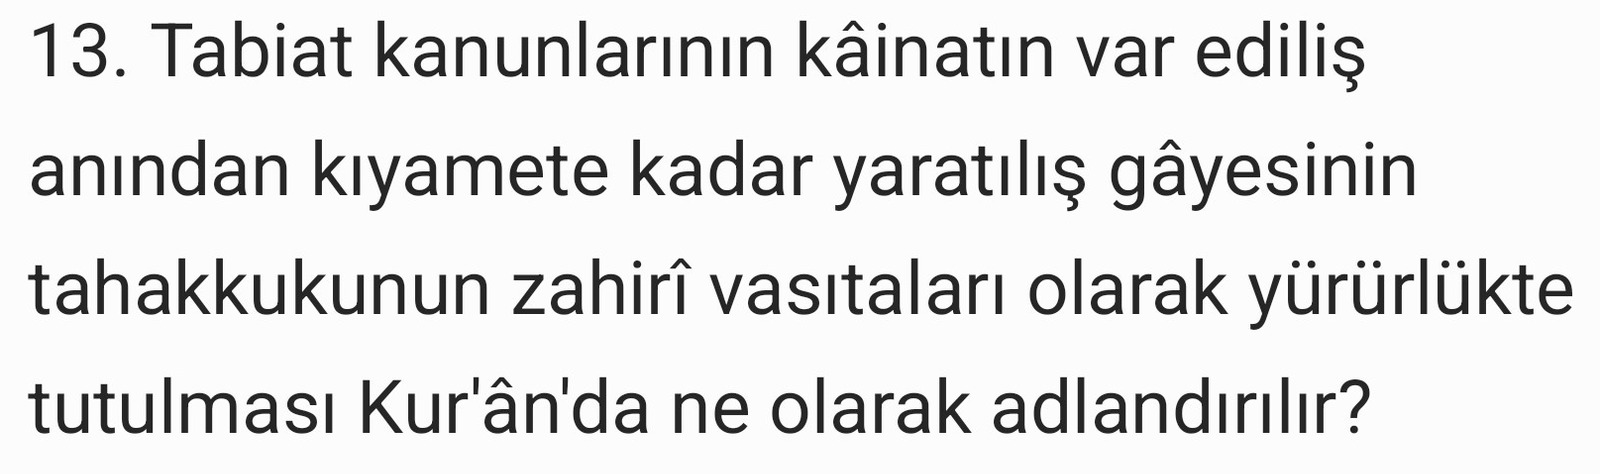 13. Tabiat kanunlarının kâinatın var ediliş
anından kıyamete kadar yaratılış gâyesinin
tahakkukunun zahirî vasıtaları olarak yürürlükte
tutulması Kur'ân'da ne olarak adlandırılır?